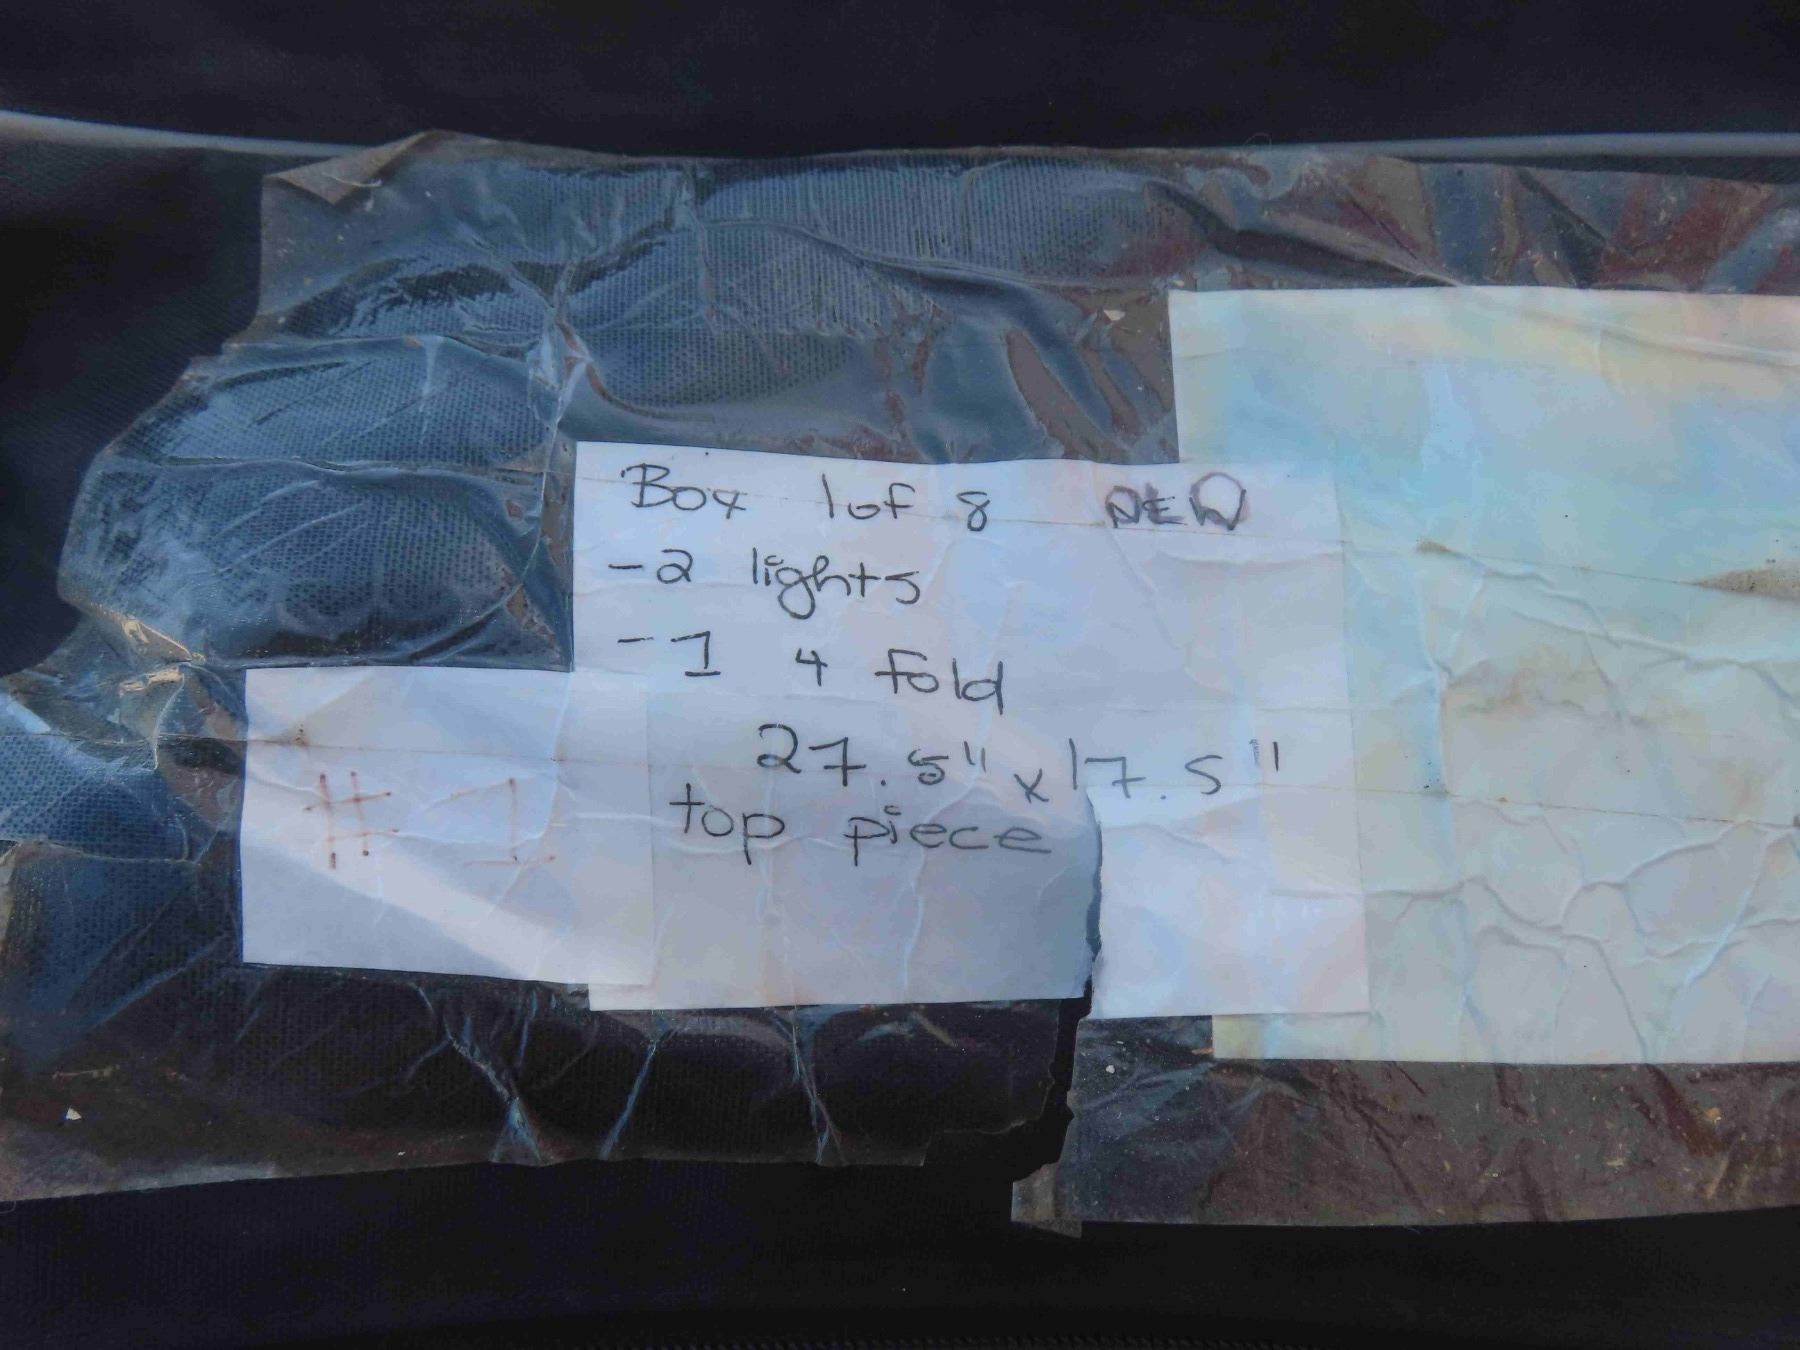 Box 1 of 8 NEW
-2 lights
-1 4 Fold
27.5" x 17.5"
top piece
# 1